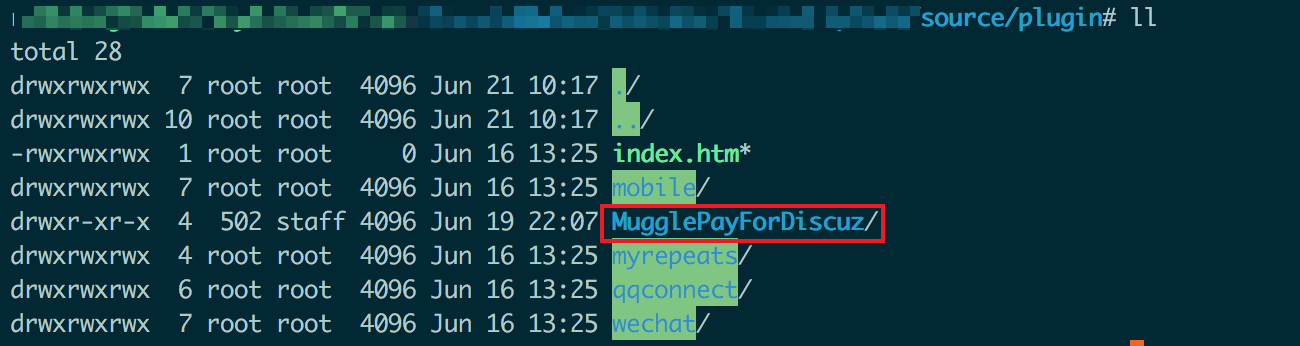 source/plugin# ll
total 28
drwxrwxrwx  7 root root  4096 Jun 21 10:17 ./
drwxrwxrwx 10 root root  4096 Jun 21 10:17 ../
-rwxrwxrwx  1 root root     0 Jun 16 13:25 index.htm*
drwxrwxrwx  7 root root  4096 Jun 16 13:25 mobile/
drwxr-xr-x  4  502 staff 4096 Jun 19 22:07 MugglePayForDiscuz/
drwxrwxrwx  4 root root  4096 Jun 16 13:25 myrepeats/
drwxrwxrwx  6 root root  4096 Jun 16 13:25 qqconnect/
drwxrwxrwx  7 root root  4096 Jun 16 13:25 wechat/